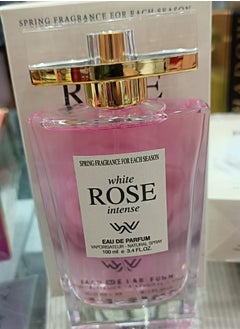 SPRING FRAGRANCE FOR EACH SEASON
ROSE
SPRING FRAGRANCE FOR EACH SEASON
white
ROSE
intense
EAU DE PARFUM
VAPORISATEUR - NATURAL SPRAY
100 ml e 3.4 FL.OZ.